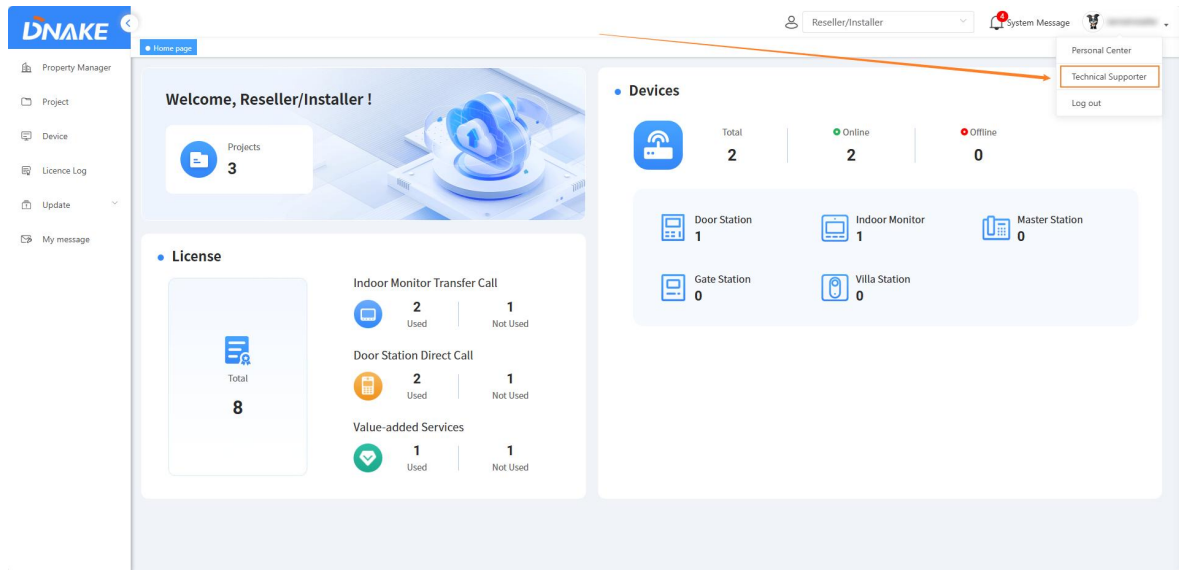 DNAKE
Reseller/Installer
4
System Message
Home page
Personal Center
Technical Supporter
Log out
Property Manager
Project
Device
Licence Log
Update
My message
Welcome, Reseller/Installer !
Projects
3
License
Total
8
Indoor Monitor Transfer Call
2 1
Used Not Used
Door Station Direct Call
2 1
Used Not Used
Value-added Services
1 1
Used Not Used
Devices
Total Online Offline
2 2 0
Door Station Indoor Monitor Master Station
1 1 0
Gate Station Villa Station
0 0